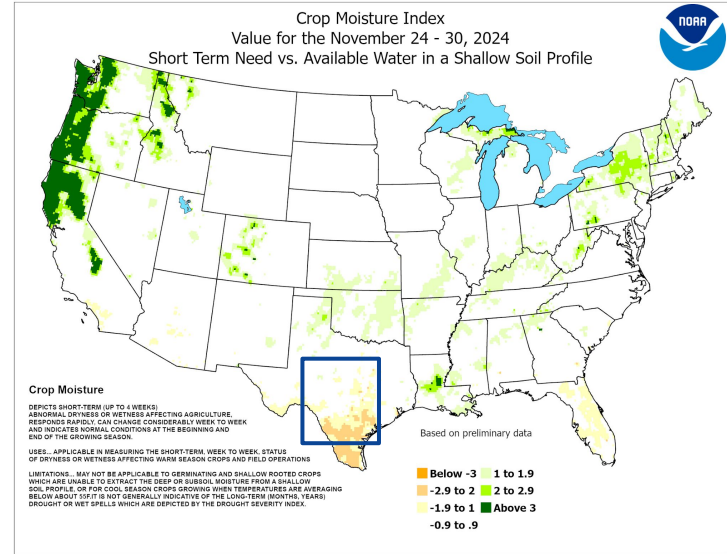 Crop Moisture Index
Value for the November 24 - 30, 2024
Short Term Need vs. Available Water in a Shallow Soil Profile
NOAA
Crop Moisture
DEPICTS SHORT-TERM (UP TO 4 WEEKS)
ABNORMAL DRYNESS OR WETNESS AFFECTING AGRICULTURE,
RESPONDS RAPIDLY, CAN CHANGE CONSIDERABLY WEEK TO WEEK
AND INDICATES NORMAL CONDITIONS AT THE BEGINNING AND
END OF THE GROWING SEASON.
USES... APPLICABLE IN MEASURING THE SHORT-TERM, WEEK TO WEEK, STATUS
OF DRYNESS OR WETNESS AFFECTING WARM SEASON CROPS AND FIELD OPERATIONS
LIMITATIONS... MAY NOT BE APPLICABLE TO GERMINATING AND SHALLOW ROOTED CROPS
WHICH ARE UNABLE TO EXTRACT THE DEEP OR SUBSOIL MOISTURE FROM A SHALLOW
SOIL PROFILE, OR FOR COOL SEASON CROPS GROWING WHEN TEMPERATURES ARE AVERAGING
BELOW ABOUT 55F.IT IS NOT GENERALLY INDICATIVE OF THE LONG-TERM (MONTHS, YEARS)
DROUGHT OR WET SPELLS WHICH ARE DEPICTED BY THE DROUGHT SEVERITY INDEX.
Based on preliminary data
Below -3
-2.9 to 2
-1.9 to 1
-0.9 to .9
1 to 1.9
2 to 2.9
Above 3